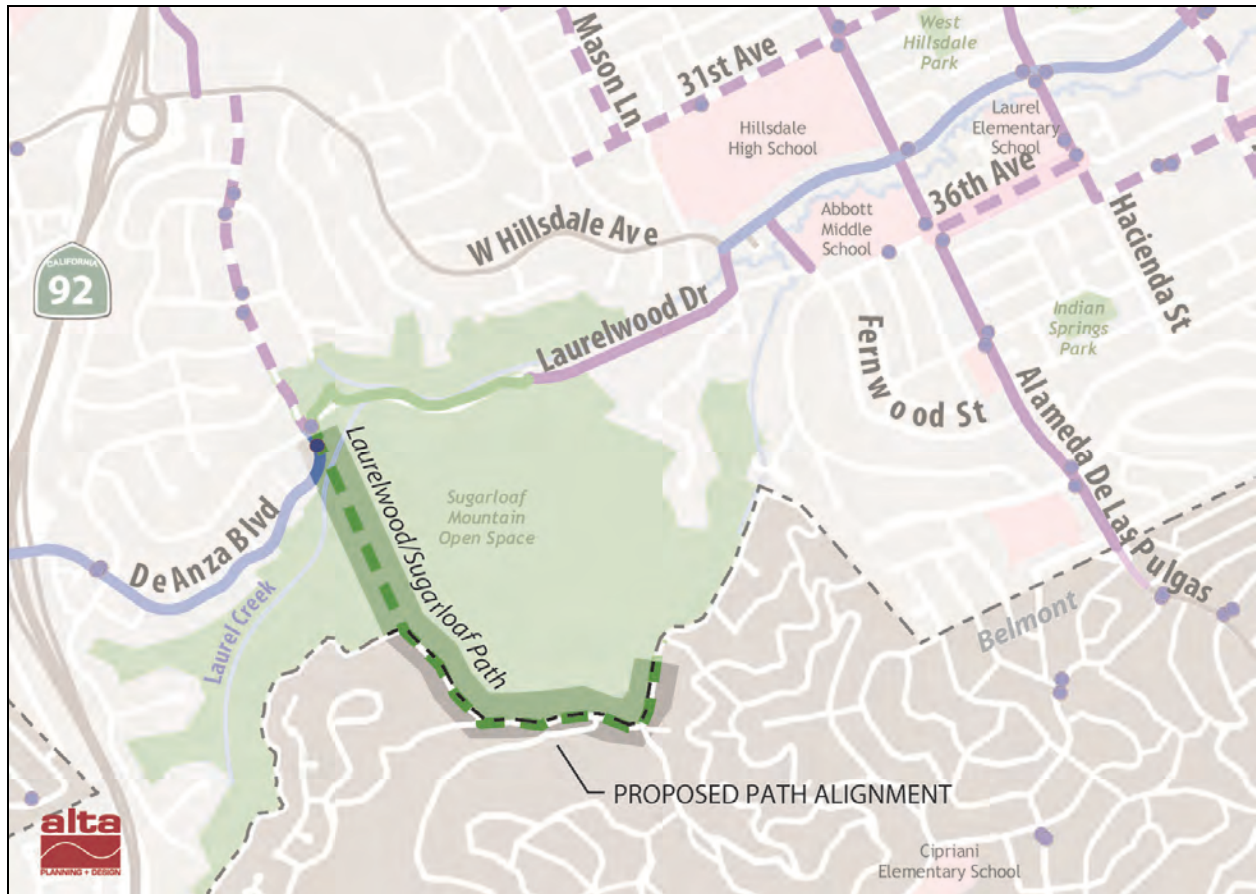 West
Hillsdale
Park
Mason Ln
31st Ave
Hillsdale
High School
Laurel
Elementary
School
36th Ave
Abbott
Middle
School
Hacienda St
W Hillsdale Ave
CALIFORNIA
92
Laurelwood Dr
Indian
Springs
Park
Fernwood St
Alameda De Las Pulgas
Laurelwood/Sugarloaf Path
Sugarloaf
Mountain
Open Space
De Anza Blvd
Laurel Creek
Belmont
PROPOSED PATH ALIGNMENT
alta
PLANNING + DESIGN
Cipriani
Elementary School